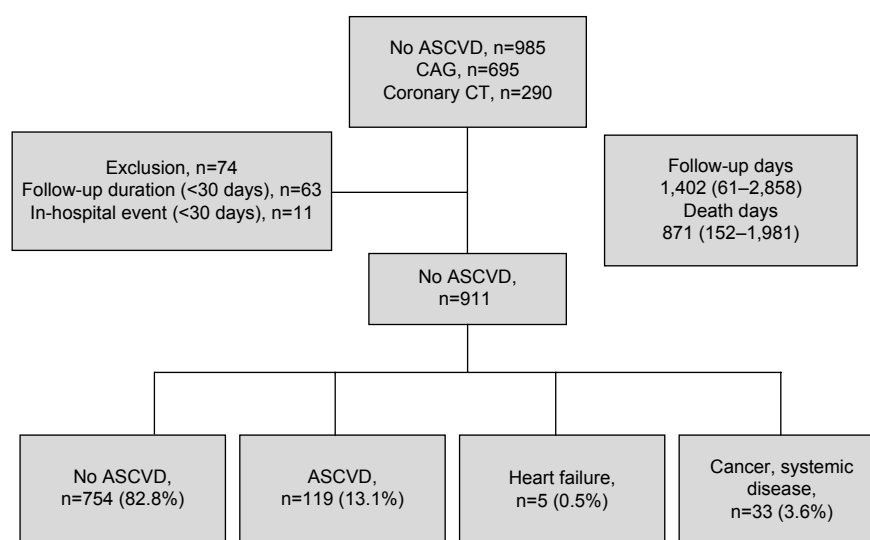 No ASCVD, n=985
CAG, n=695
Coronary CT, n=290
Exclusion, n=74
Follow-up duration (<30 days), n=63
In-hospital event (<30 days), n=11
Follow-up days
1,402 (61–2,858)
Death days
871 (152–1,981)
No ASCVD,
n=911
No ASCVD,
n=754 (82.8%)
ASCVD,
n=119 (13.1%)
Heart failure,
n=5 (0.5%)
Cancer, systemic
disease,
n=33 (3.6%)